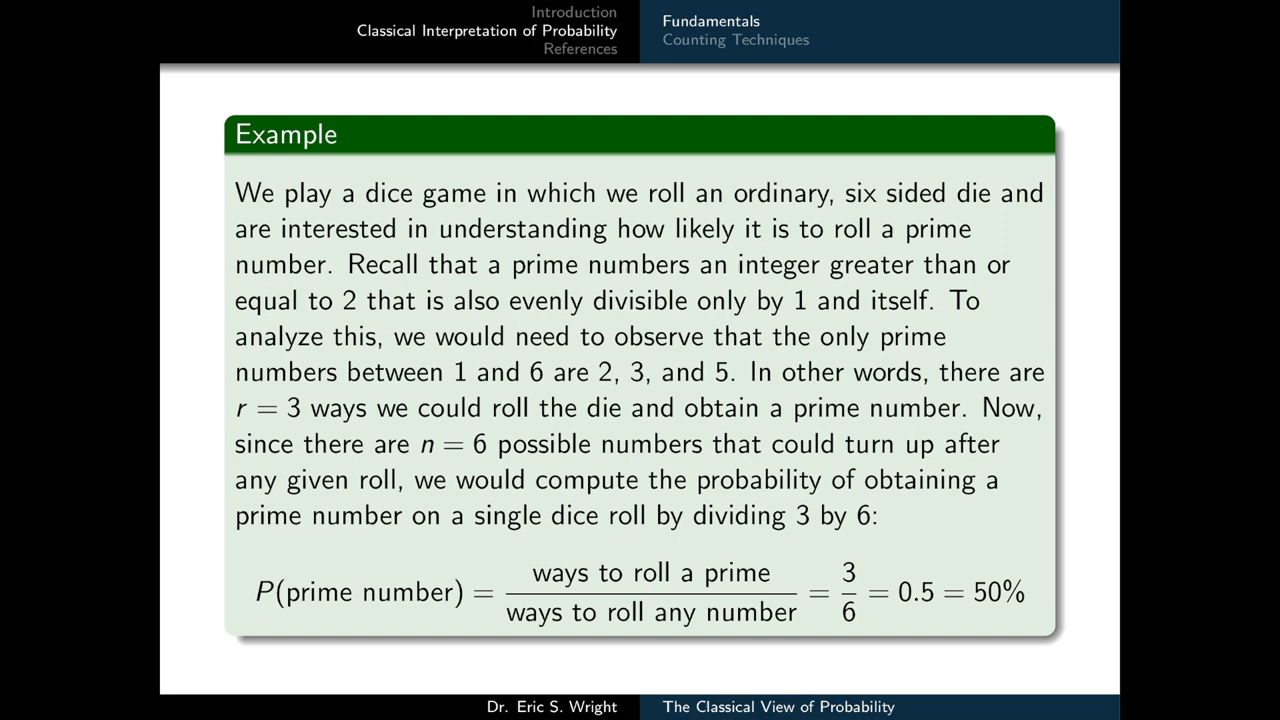 Introduction
Classical Interpretation of Probability
References
Fundamentals
Counting Techniques
Example
We play a dice game in which we roll an ordinary, six sided die and
are interested in understanding how likely it is to roll a prime
number. Recall that a prime numbers an integer greater than or
equal to 2 that is also evenly divisible only by 1 and itself. To
analyze this, we would need to observe that the only prime
numbers between 1 and 6 are 2, 3, and 5. In other words, there are
r = 3 ways we could roll the die and obtain a prime number. Now,
since there are n = 6 possible numbers that could turn up after
any given roll, we would compute the probability of obtaining a
prime number on a single dice roll by dividing 3 by 6:
P(prime number) = ways to roll a prime / ways to roll any number = 3/6 = 0.5 = 50%
Dr. Eric S. Wright
The Classical View of Probability